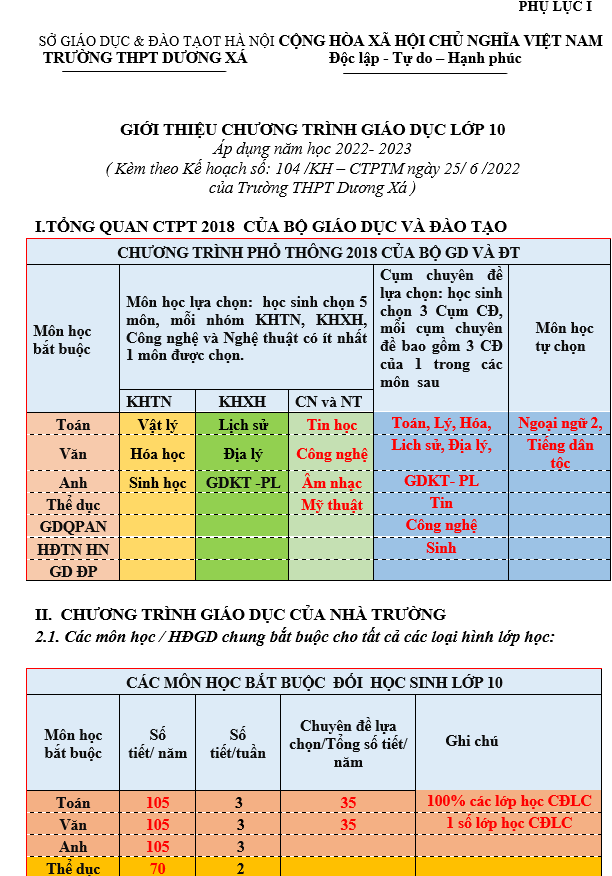 PHỤ LỤC I
SỞ GIÁO DỤC & ĐÀO TẠOT HÀ NỘI CỘNG HÒA XÃ HỘI CHỦ NGHĨA VIỆT NAM
TRƯỜNG THPT DƯƠNG XÁ Độc lập - Tự do – Hạnh phúc
GIỚI THIỆU CHƯƠNG TRÌNH GIÁO DỤC LỚP 10
Áp dụng năm học 2022- 2023
( Kèm theo Kế hoạch số: 104 /KH – CTPTM ngày 25/ 6 /2022
của Trường THPT Dương Xá )
I.TỔNG QUAN CTPT 2018 CỦA BỘ GIÁO DỤC VÀ ĐÀO TẠO
CHƯƠNG TRÌNH PHỔ THÔNG 2018 CỦA BỘ GD VÀ ĐT
Môn học
bắt buộc
Môn học lựa chọn: học sinh chọn 5
môn, mỗi nhóm KHTN, KHXH,
Công nghệ và Nghệ thuật có ít nhất
1 môn được chọn.
Cụm chuyên đề
lựa chọn: học sinh
chọn 3 Cụm CĐ,
mỗi cụm chuyên
đề bao gồm 3 CĐ
của 1 trong các
môn sau
Môn học
tự chọn
KHTN KHXH CN và NT
Toán Vật lý Lịch sử Tin học Toán, Lý, Hóa, Ngoại ngữ 2,
Văn Hóa học Địa lý Công nghệ Lich sử, Địa lý, Tiếng dân
tộc
Anh Sinh học GDKT -PL Âm nhạc GDKT- PL
Thể dục Mỹ thuật Tin
GDQPAN Công nghệ
HĐTN HN Sinh
GD ĐP
II. CHƯƠNG TRÌNH GIÁO DỤC CỦA NHÀ TRƯỜNG
2.1. Các môn học / HĐGD chung bắt buộc cho tất cả các loại hình lớp học:
CÁC MÔN HỌC BẮT BUỘC ĐỐI HỌC SINH LỚP 10
Môn học
bắt buộc
Số
tiết/ năm
Số
tiết/tuần
Chuyên đề lựa
chọn/Tổng số tiết/
năm
Ghi chú
Toán 105 3 35 100% các lớp học CĐLC
Văn 105 3 35 1 số lớp học CĐLC
Anh 105 3
Thể dục 70 2